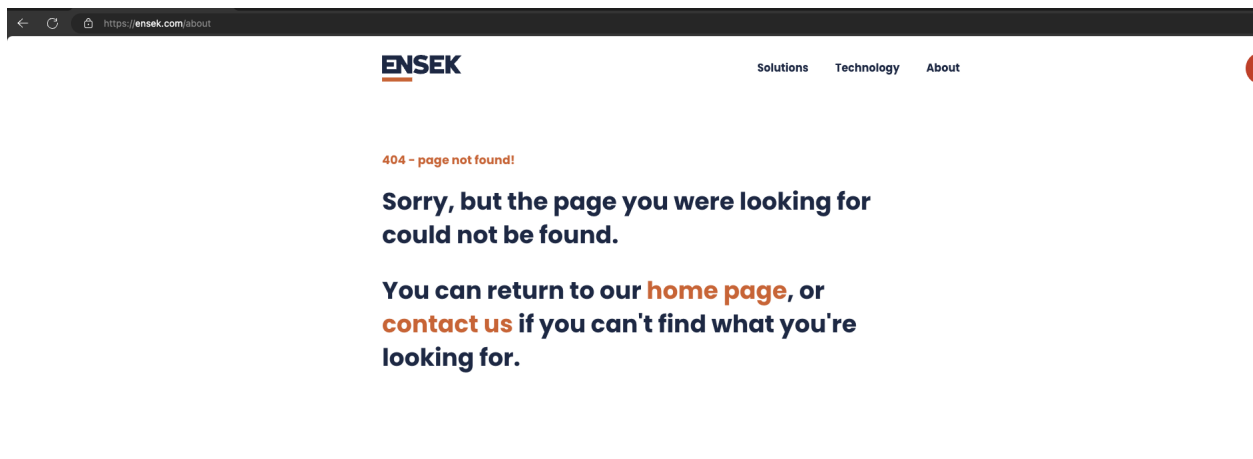 https://ensek.com/about
ENSEK
Solutions Technology About
404 - page not found!
Sorry, but the page you were looking for
could not be found.
You can return to our home page, or
contact us if you can't find what you're
looking for.